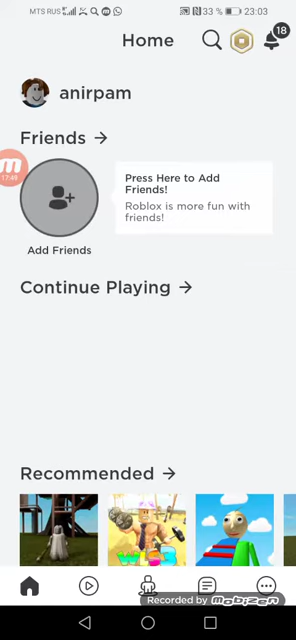 MTS RUS 33 % 23:03
Home
18
anirpam
Friends →
17:49
Press Here to Add
Friends!
Roblox is more fun with
friends!
Add Friends
Continue Playing →
Recommended →
Recorded by mobizen